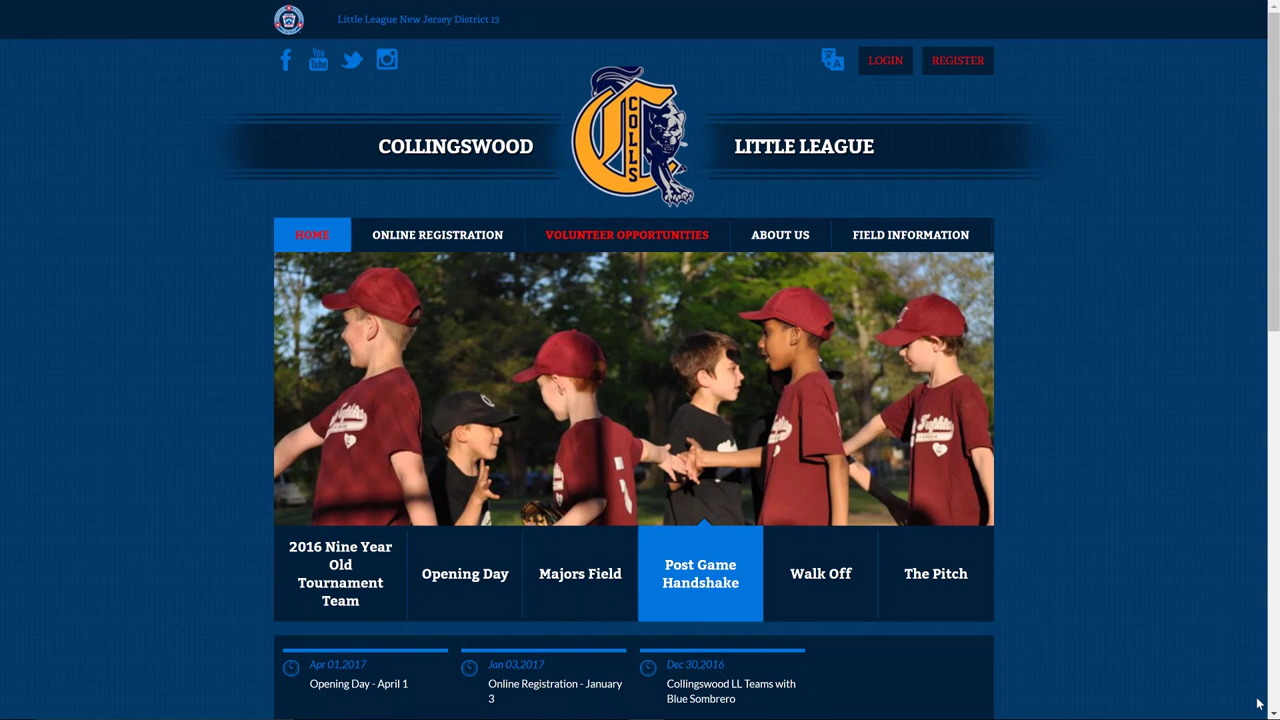 Little League New Jersey District 13
You
Tube
LOGIN
REGISTER
COLLINGSWOOD
COLLS
LITTLE LEAGUE
HOME
ONLINE REGISTRATION
VOLUNTEER OPPORTUNITIES
ABOUT US
FIELD INFORMATION
2016 Nine Year
Old
Tournament
Team
Opening Day
Majors Field
Post Game
Handshake
Walk Off
The Pitch
Apr 01,2017
Opening Day - April 1
Jan 03,2017
Online Registration - January
3
Dec 30,2016
Collingswood LL Teams with
Blue Sombrero